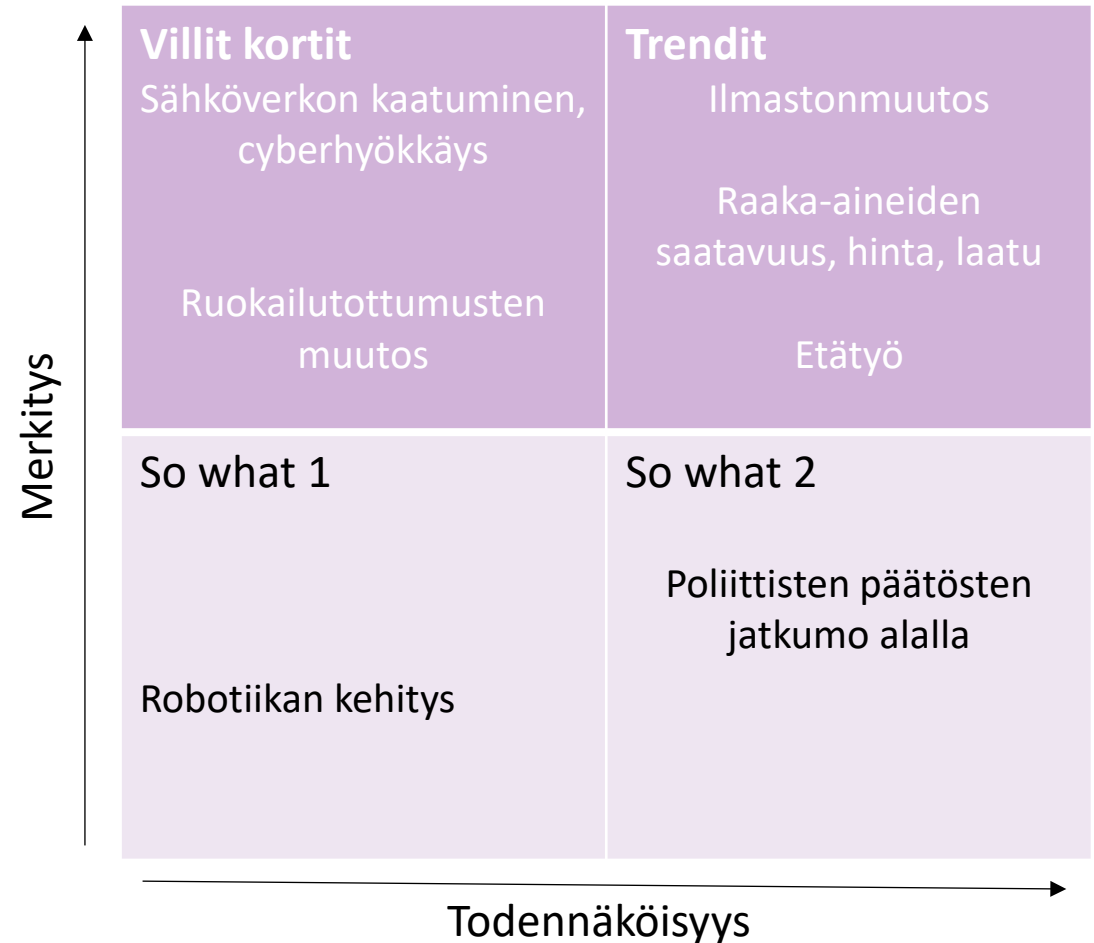 Villit kortit
Sähköverkon kaatuminen,
cyberhyökkäys
Ruokailutottumusten
muutos
Trendit
Ilmastonmuutos
Raaka-aineiden
saatavuus, hinta, laatu
Etätyö
Merkitys
So what 1
Robotiikan kehitys
So what 2
Poliittisten päätösten
jatkumo alalla
Todennäköisyys